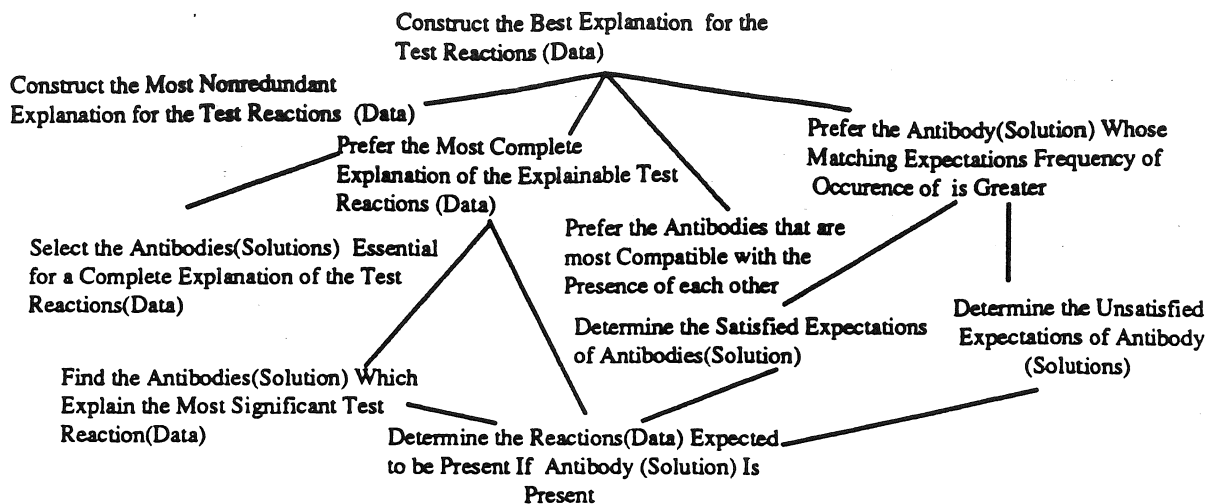 Construct the Best Explanation for the
Test Reactions (Data)
Construct the Most Nonredundant
Explanation for the Test Reactions (Data)
Prefer the Most Complete
Explanation of the Explainable Test
Reactions (Data)
Prefer the Antibody(Solution) Whose
Matching Expectations Frequency of
Occurence of is Greater
Select the Antibodies(Solutions) Essential
for a Complete Explanation of the Test
Reactions(Data)
Prefer the Antibodies that are
most Compatible with the
Presence of each other
Determine the Satisfied Expectations
of Antibodies(Solution)
Determine the Unsatisfied
Expectations of Antibody
(Solutions)
Find the Antibodies(Solution) Which
Explain the Most Significant Test
Reaction(Data)
Determine the Reactions(Data) Expected
to be Present If Antibody (Solution) Is
Present